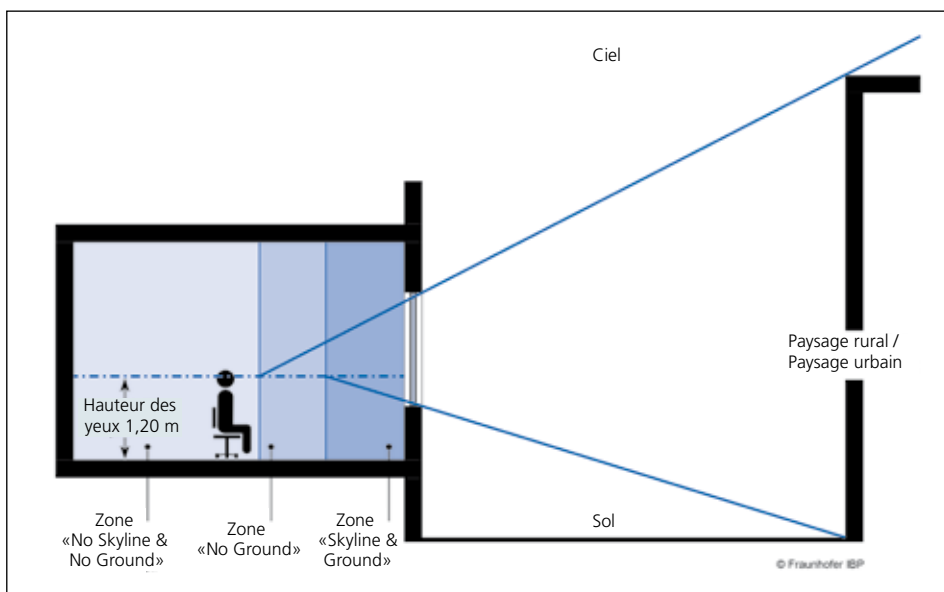 Ciel
Paysage rural /
Paysage urbain
Hauteur des
yeux 1,20 m
Zone
«No Skyline &
No Ground»
Zone
«No Ground»
Zone
«Skyline &
Ground»
Sol
© Fraunhofer IBP